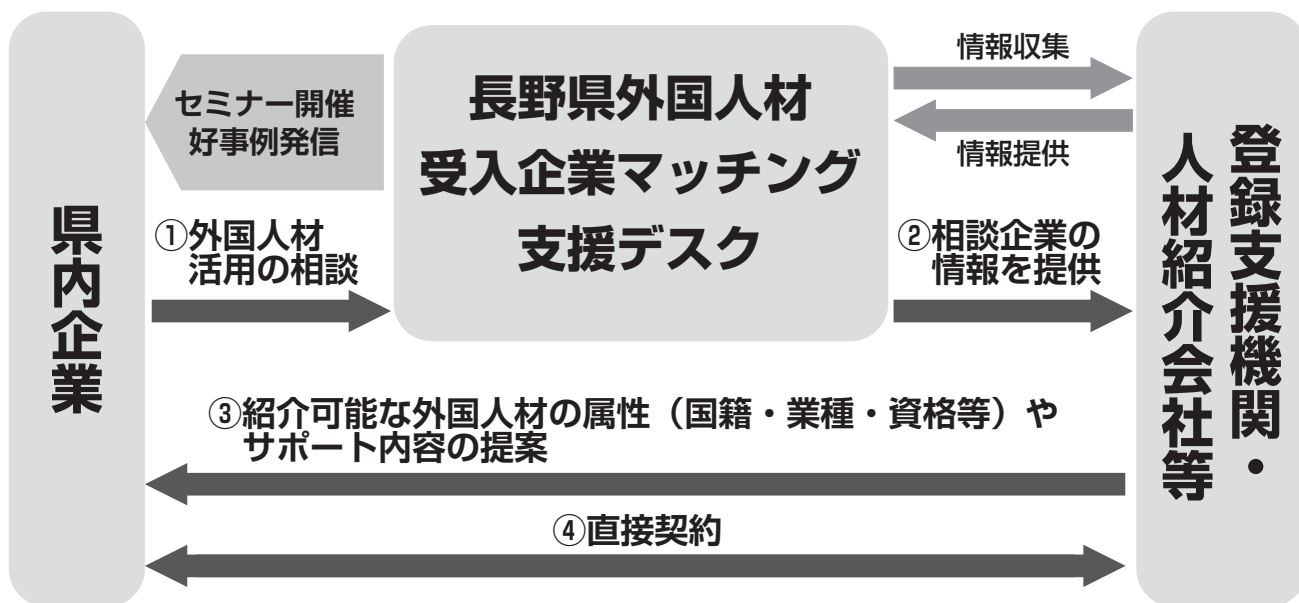 県内企業
セミナー開催
好事例発信
長野県外国人材
受入企業マッチング
支援デスク
情報収集
情報提供
登録支援機関・
人材紹介会社等
①外国人材
活用の相談
②相談企業の
情報を提供
③紹介可能な外国人材の属性（国籍・業種・資格等）や
サポート内容の提案
④直接契約